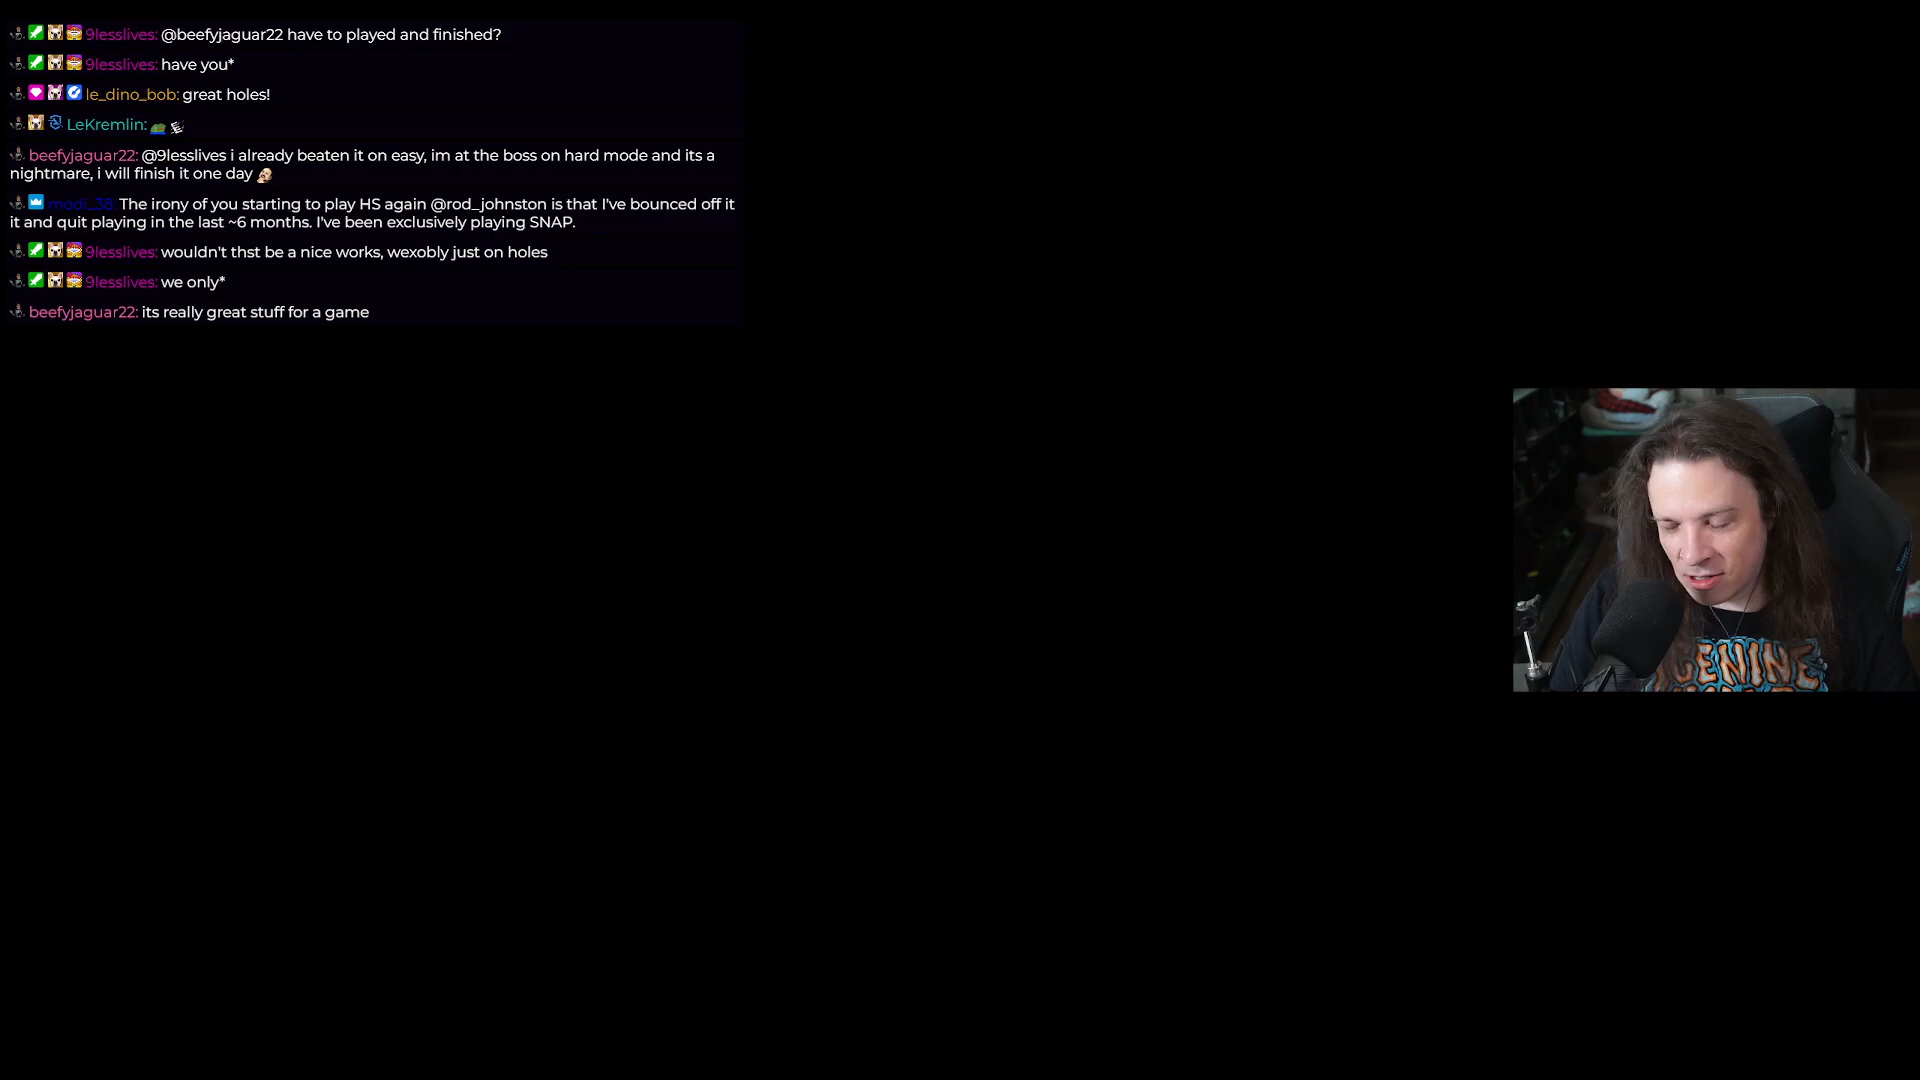 9lesslives: @beefyjaguar22 have to played and finished?
9lesslives: have you*
le_dino_bob: great holes!
LeKremlin:
beefyjaguar22: @9lesslives i already beaten it on easy, im at the boss on hard mode and its a
nightmare, i will finish it one day
modi_38: The irony of you starting to play HS again @rod_johnston is that I've bounced off it
it and quit playing in the last ~6 months. I've been exclusively playing SNAP.
9lesslives: wouldn't thst be a nice works, wexobly just on holes
9lesslives: we only*
beefyjaguar22: its really great stuff for a game